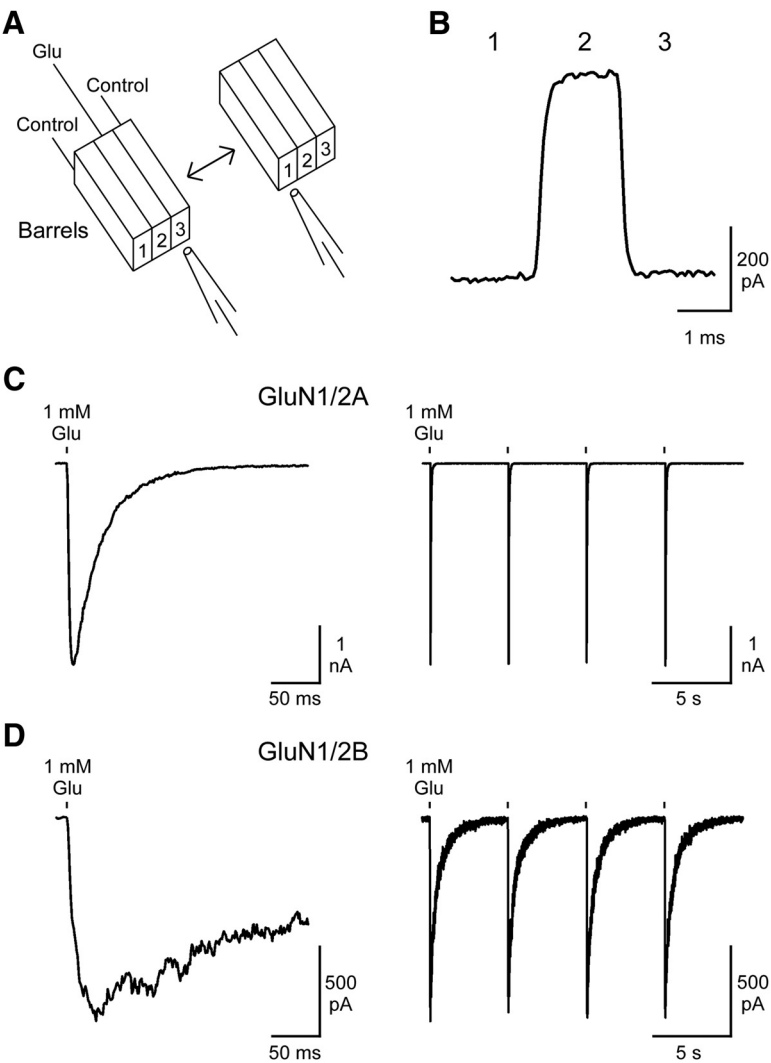 A
Glu
Control
Control
Barrels
1 2 3
1 2 3
B
1 2 3
200
pA
1 ms
C
GluN1/2A
1 mM
Glu
1
nA
50 ms
1 mM
Glu
1
nA
5 s
D
GluN1/2B
1 mM
Glu
500
pA
50 ms
1 mM
Glu
500
pA
5 s